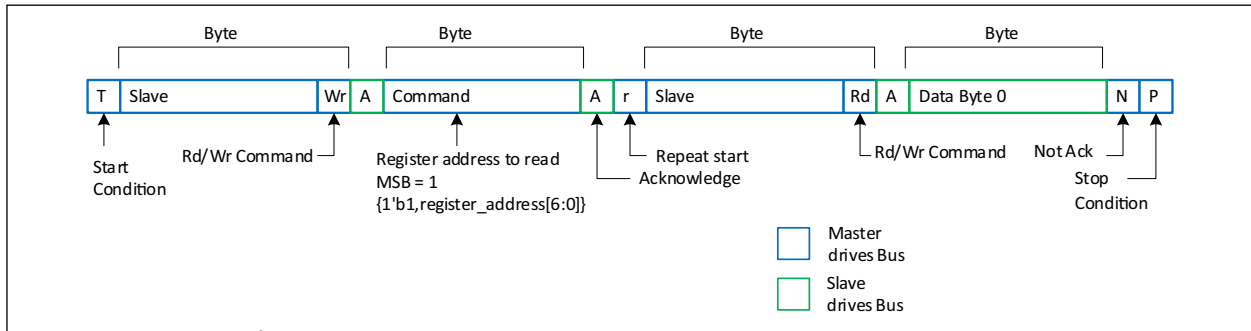 Byte Byte Byte Byte
T Slave Wr A Command A r Slave Rd A Data Byte 0 N P
Start
Condition
Rd/Wr Command
Register address to read
MSB = 1
{1'b1,register_address[6:0]}
Repeat start
Acknowledge
Rd/Wr Command
Not Ack
Stop
Condition
Master
drives Bus
Slave
drives Bus